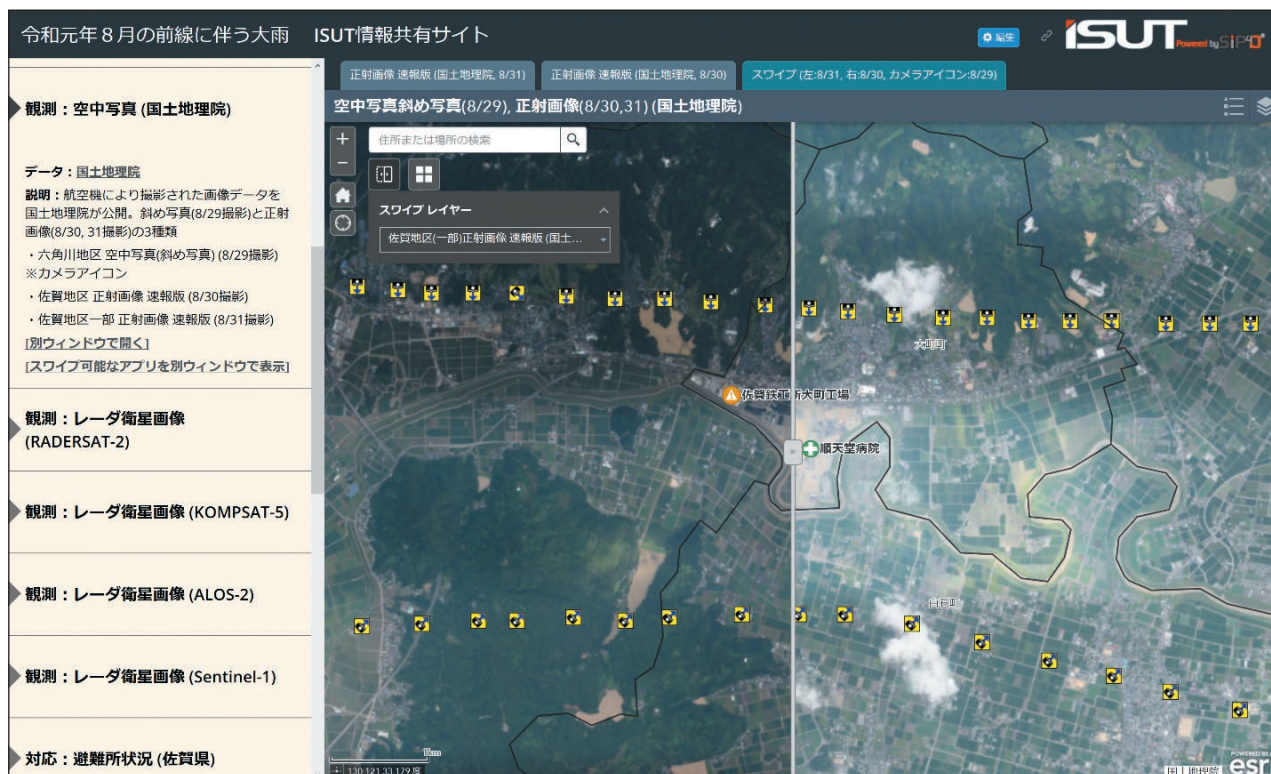 令和元年８月の前線に伴う大雨　ISUT情報共有サイト
編集
ISUT
Powered by SIP4D
観測：空中写真 (国土地理院)
データ：国土地理院
説明：航空機により撮影された画像データを
国土地理院が公開。斜め写真(8/29撮影)と正射
画像(8/30, 31撮影)の3種類
・六角川地区 空中写真(斜め写真) (8/29撮影)
※カメラアイコン
・佐賀地区 正射画像 速報版 (8/30撮影)
・佐賀地区一部 正射画像 速報版 (8/31撮影)
[別ウィンドウで開く]
[スワイプ可能なアプリを別ウィンドウで表示]
観測：レーダ衛星画像
(RADERSAT-2)
観測：レーダ衛星画像 (KOMPSAT-5)
観測：レーダ衛星画像 (ALOS-2)
観測：レーダ衛星画像 (Sentinel-1)
対応：避難所状況 (佐賀県)
正射画像 速報版 (国土地理院, 8/31)
正射画像 速報版 (国土地理院, 8/30)
スワイプ (左:8/31, 右:8/30, カメラアイコン:8/29)
空中写真斜め写真(8/29), 正射画像(8/30,31) (国土地理院)
住所または場所の検索
スワイプ レイヤー
佐賀地区(一部)正射画像 速報版 (国土...
大町町
佐賀鉄工所大町工場
順天堂病院
白石町
1km
130.121 33.179 度
国土地理院
POWERED BY
esri